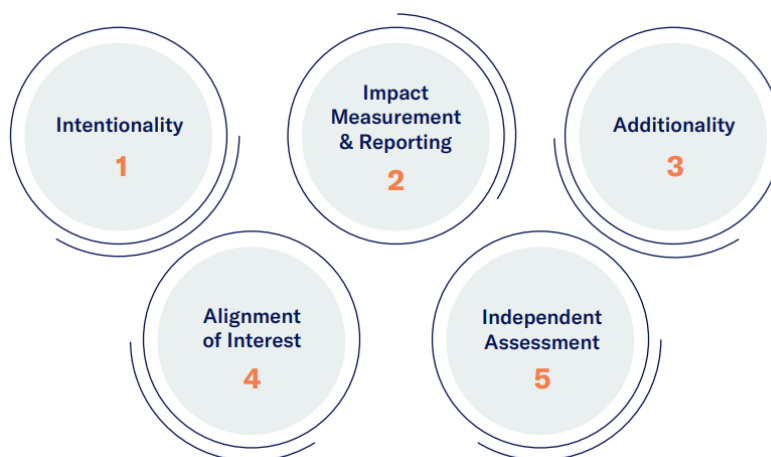 Intentionality
1
Impact
Measurement
& Reporting
2
Additionality
3
Alignment
of Interest
4
Independent
Assessment
5